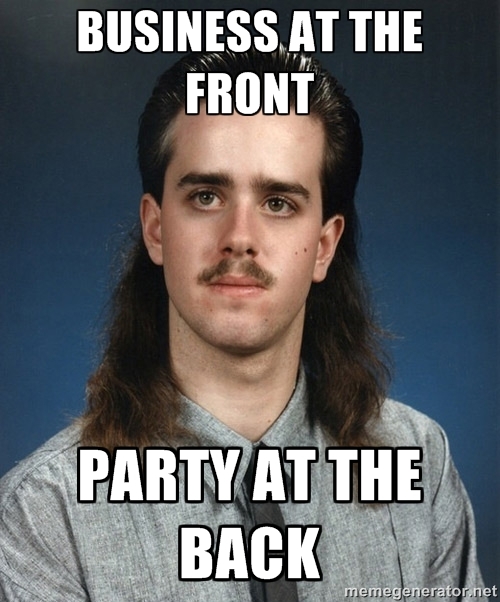 BUSINESS AT THE
FRONT
PARTY AT THE
BACK
memegenerator.net